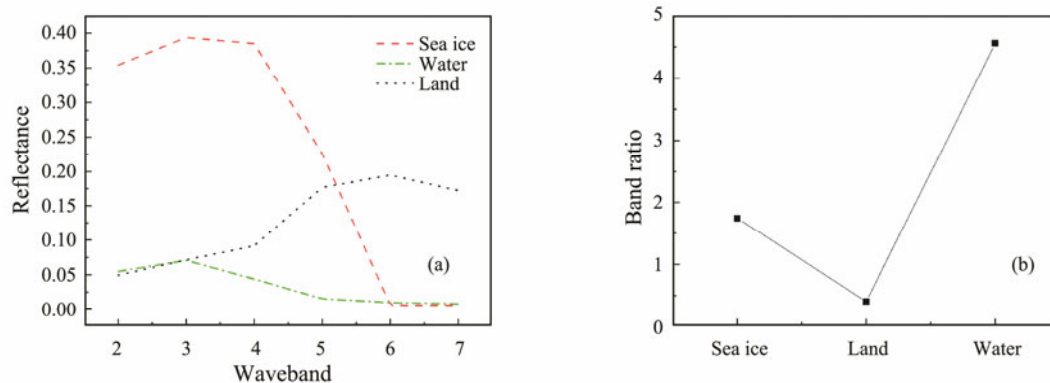 0.40
0.35
0.30
0.25
0.20
0.15
0.10
0.05
0.00
Reflectance
2 3 4 5 6 7
Waveband
Sea ice
Water
Land
(a)
5
4
3
2
1
0
Band ratio
Sea ice Land Water
(b)